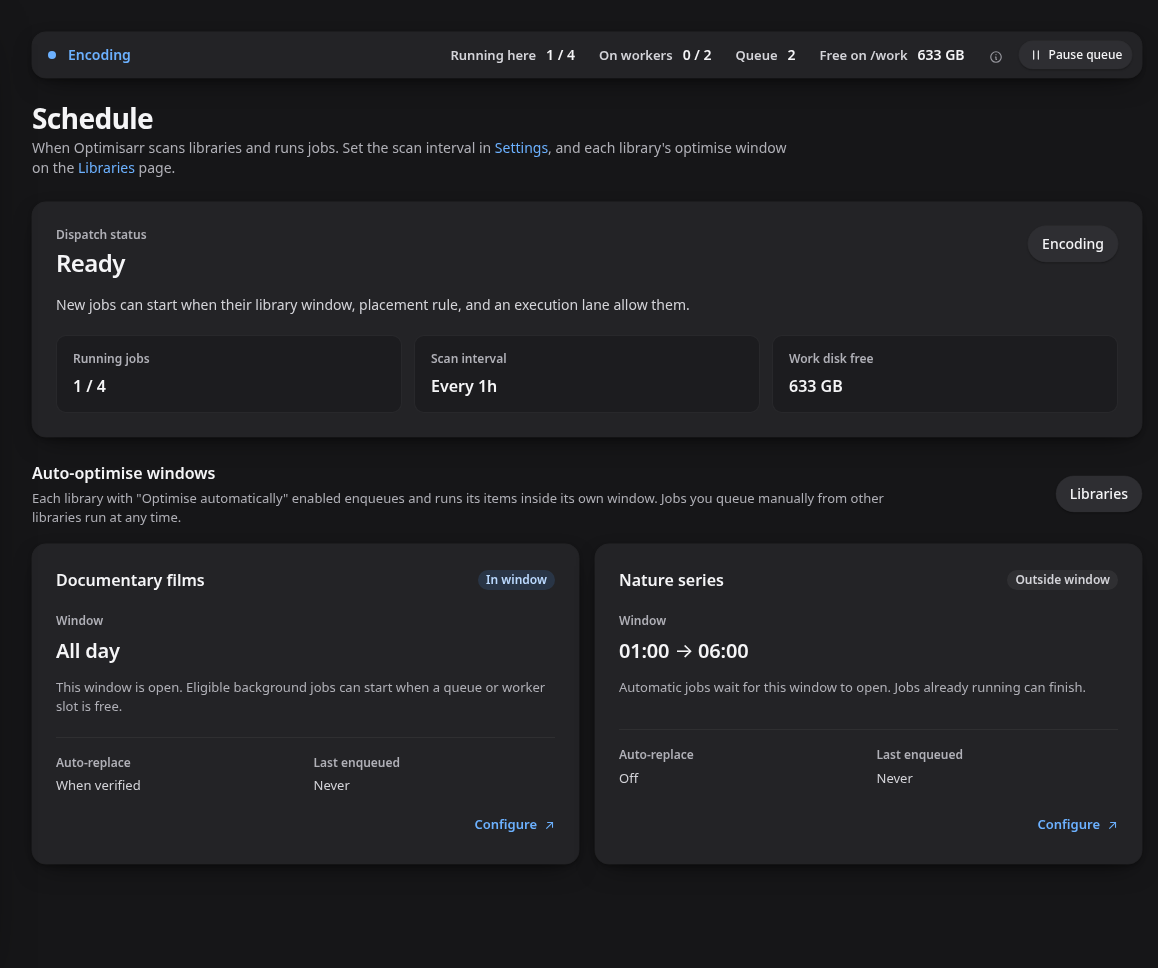 Encoding
Running here 1 / 4 On workers 0 / 2 Queue 2 Free on /work 633 GB Pause queue
Schedule
When Optimisarr scans libraries and runs jobs. Set the scan interval in Settings, and each library's optimise window
on the Libraries page.
Dispatch status
Ready
Encoding
New jobs can start when their library window, placement rule, and an execution lane allow them.
Running jobs
1 / 4
Scan interval
Every 1h
Work disk free
633 GB
Auto-optimise windows
Each library with "Optimise automatically" enabled enqueues and runs its items inside its own window. Jobs you queue manually from other
libraries run at any time.
Libraries
Documentary films
In window
Window
All day
This window is open. Eligible background jobs can start when a queue or worker
slot is free.
Auto-replace
When verified
Last enqueued
Never
Configure ↗
Nature series
Outside window
Window
01:00 → 06:00
Automatic jobs wait for this window to open. Jobs already running can finish.
Auto-replace
Off
Last enqueued
Never
Configure ↗